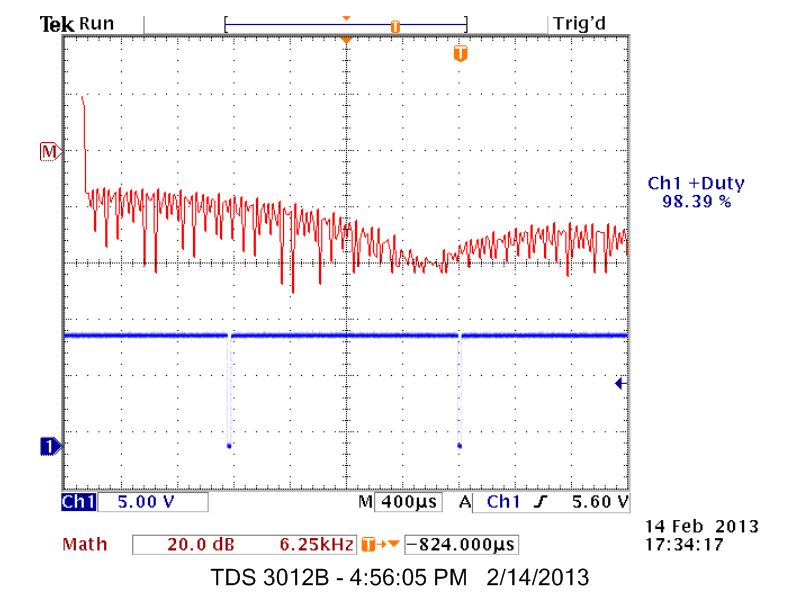 Tek Run Trig'd
T
T
M
Ch1 +Duty
98.39 %
1
Ch1 5.00 V M 400µs A Ch1 5.60 V
14 Feb 2013
Math 20.0 dB 6.25kHz T -824.000µs 17:34:17
TDS 3012B - 4:56:05 PM 2/14/2013